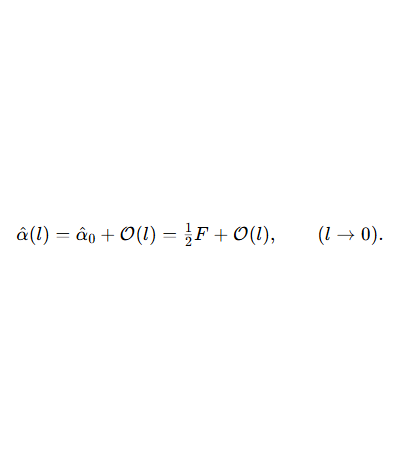 α̂(l) = α̂₀ + 𝒪(l) = ½F + 𝒪(l), (l → 0).